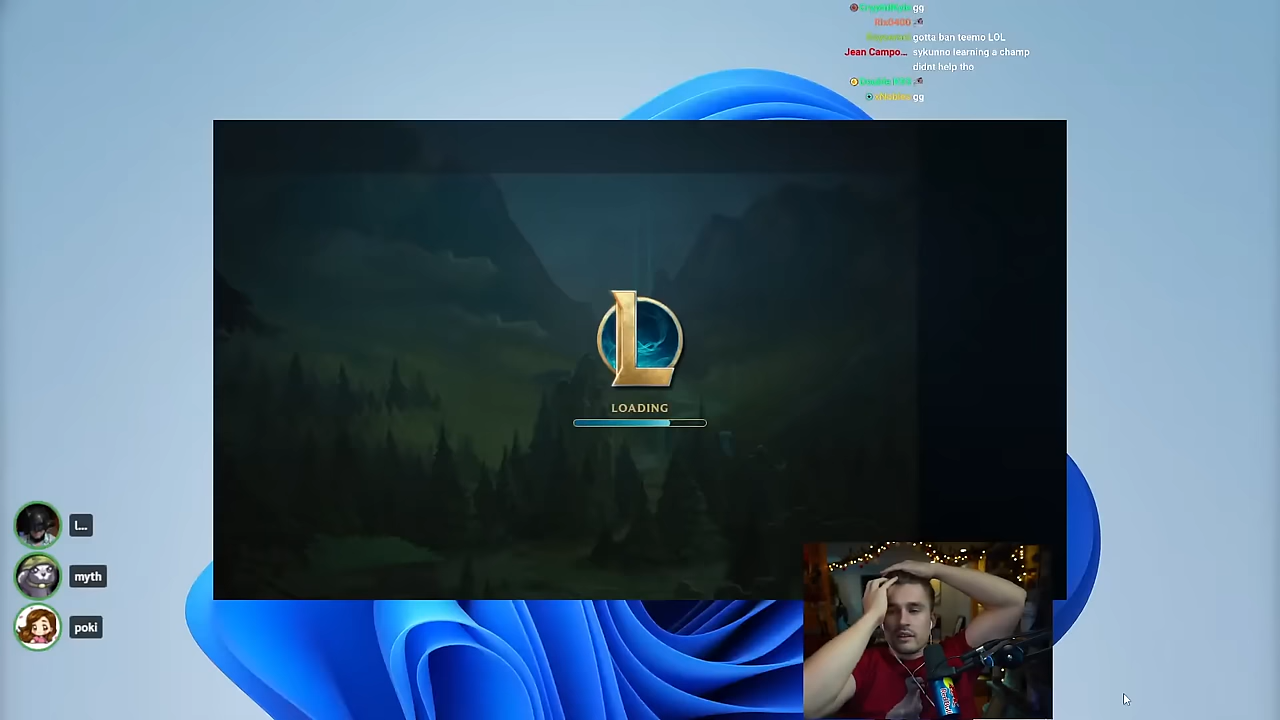 gg
gotta ban teemo LOL
Jean Campo... sykunno learning a champ
didnt help tho
gg
LOADING
L...
myth
poki